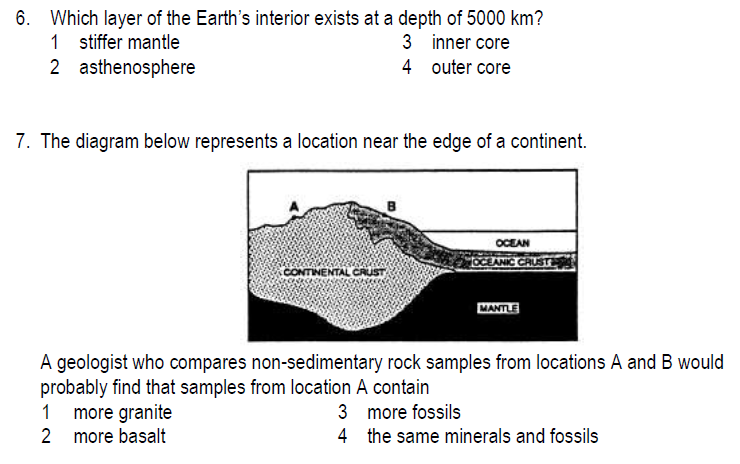 6. Which layer of the Earth's interior exists at a depth of 5000 km?
1 stiffer mantle 3 inner core
2 asthenosphere 4 outer core
7. The diagram below represents a location near the edge of a continent.
A B
OCEAN
OCEANIC CRUST
CONTINENTAL CRUST
MANTLE
A geologist who compares non-sedimentary rock samples from locations A and B would
probably find that samples from location A contain
1 more granite 3 more fossils
2 more basalt 4 the same minerals and fossils